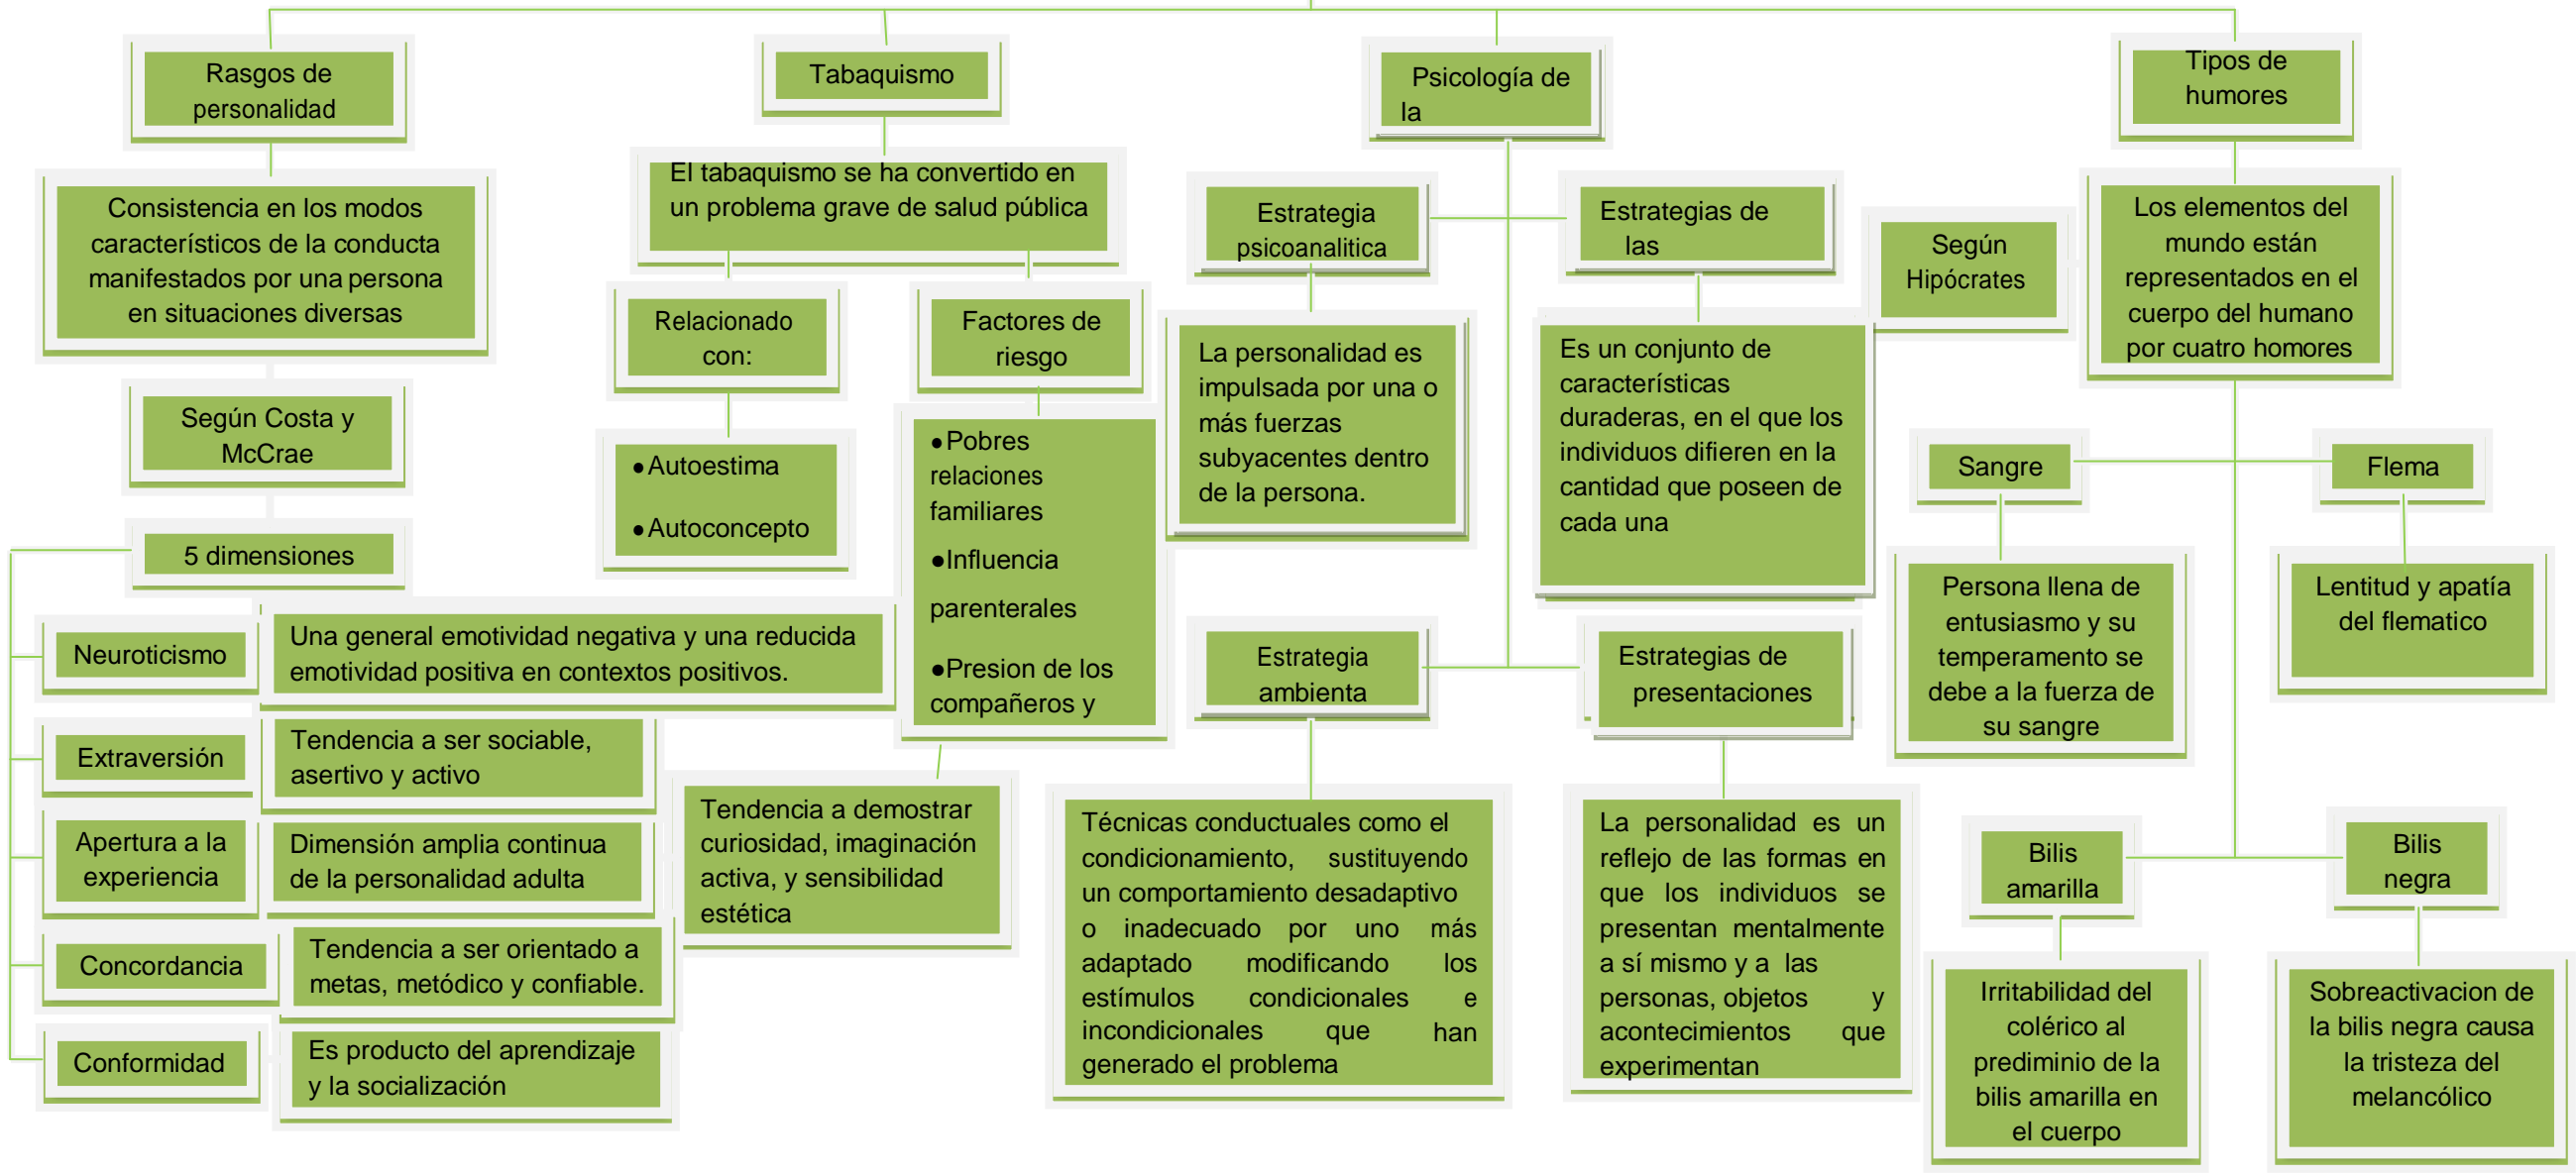 Rasgos de
personalidad
Consistencia en los modos
característicos de la conducta
manifestados por una persona
en situaciones diversas
Según Costa y
McCrae
5 dimensiones
Neuroticismo
Una general emotividad negativa y una reducida
emotividad positiva en contextos positivos.
Extraversión
Tendencia a ser sociable,
asertivo y activo
Apertura a la
experiencia
Dimensión amplia continua
de la personalidad adulta
Tendencia a demostrar
curiosidad, imaginación
activa, y sensibilidad
estética
Concordancia
Tendencia a ser orientado a
metas, metódico y confiable.
Conformidad
Es producto del aprendizaje
y la socialización
Tabaquismo
El tabaquismo se ha convertido en
un problema grave de salud pública
Relacionado
con:
●Autoestima
●Autoconcepto
Factores de
riesgo
●Pobres
relaciones
familiares
●Influencia
parenterales
●Presion de los
compañeros y
Psicología de
la
Estrategia
psicoanalitica
La personalidad es
impulsada por una o
más fuerzas
subyacentes dentro
de la persona.
Estrategias de
las
Es un conjunto de
características
duraderas, en el que los
individuos difieren en la
cantidad que poseen de
cada una
Estrategia
ambienta
Técnicas conductuales como el
condicionamiento, sustituyendo
un comportamiento desadaptivo
o inadecuado por uno más
adaptado modificando los
estímulos condicionales e
incondicionales que han
generado el problema
Estrategias de
presentaciones
La personalidad es un
reflejo de las formas en
que los individuos se
presentan mentalmente
a sí mismo y a las
personas, objetos y
acontecimientos que
experimentan
Tipos de
humores
Según
Hipócrates
Los elementos del
mundo están
representados en el
cuerpo del humano
por cuatro homores
Sangre
Persona llena de
entusiasmo y su
temperamento se
debe a la fuerza de
su sangre
Flema
Lentitud y apatía
del flematico
Bilis
amarilla
Irritabilidad del
colérico al
prediminio de la
bilis amarilla en
el cuerpo
Bilis
negra
Sobreactivacion de
la bilis negra causa
la tristeza del
melancólico